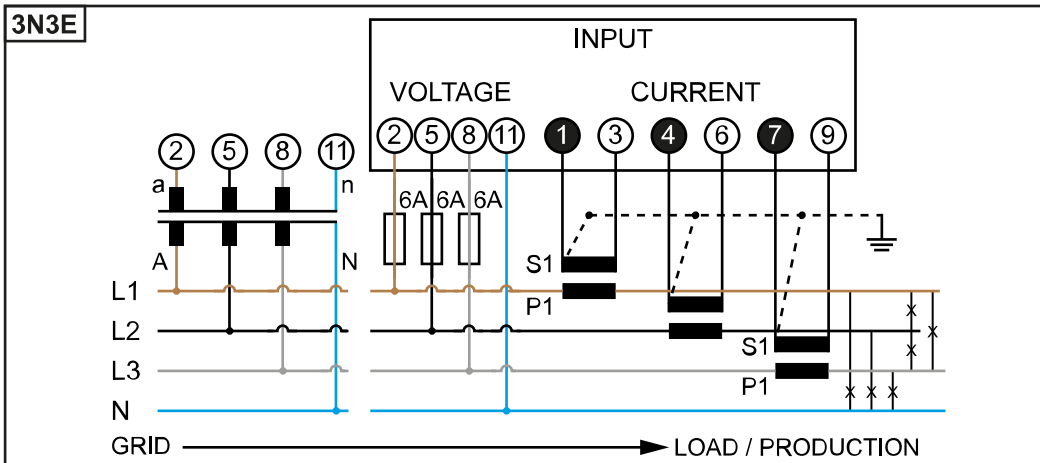 3N3E
INPUT
VOLTAGE CURRENT
2 5 8 11 1 3 4 6 7 9
2 5 8 11
a n
6A 6A 6A
A N
S1
L1
P1
L2
S1
L3
P1
N
GRID LOAD / PRODUCTION